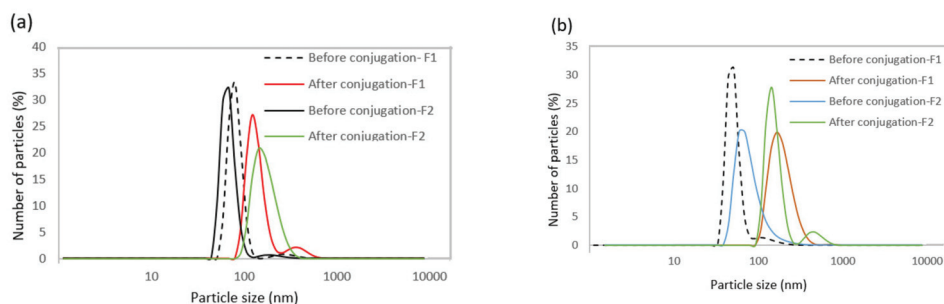 (a)
40
35
30
25
20
15
10
5
0
Number of particles (%)
10
100
1000
10000
Particle size (nm)
Before conjugation- F1
After conjugation-F1
Before conjugation-F2
After conjugation-F2
(b)
35
30
25
20
15
10
5
0
Number of particles (%)
10
100
1000
10000
Particle size (nm)
Before conjugation-F1
After conjugation-F1
Before conjugation-F2
After conjugation-F2